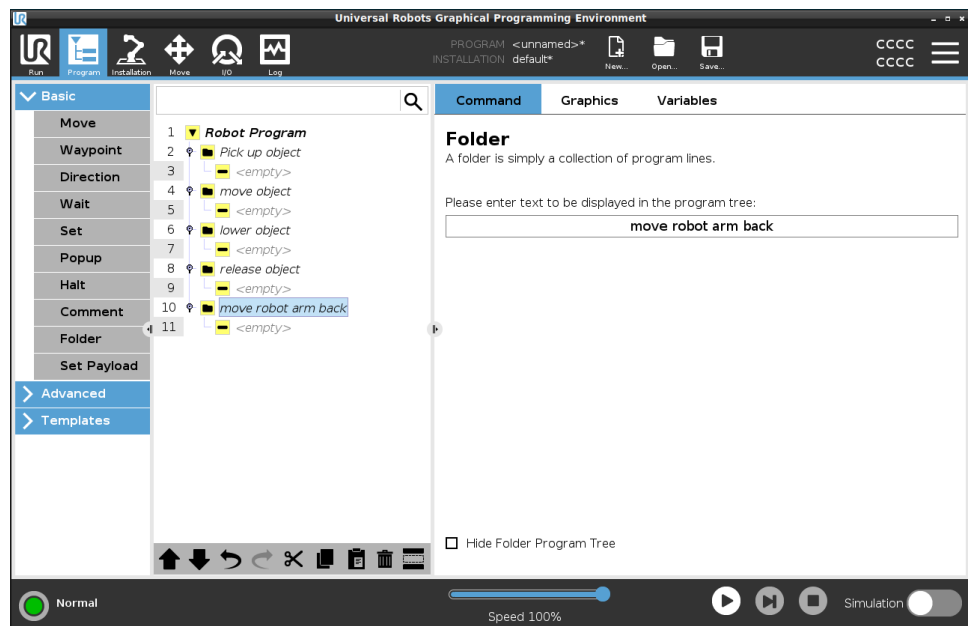 Universal Robots Graphical Programming Environment
UR
Run
Program
Installation
Move
I/O
Log
PROGRAM <unnamed>*
INSTALLATION default*
New...
Open...
Save...
CCCC
CCCC
Basic
Move
Waypoint
Direction
Wait
Set
Popup
Halt
Comment
Folder
Set Payload
Advanced
Templates
1 Robot Program
2 Pick up object
3 <empty>
4 move object
5 <empty>
6 lower object
7 <empty>
8 release object
9 <empty>
10 move robot arm back
11 <empty>
Command Graphics Variables
Folder
A folder is simply a collection of program lines.
Please enter text to be displayed in the program tree:
move robot arm back
Hide Folder Program Tree
Normal
Speed 100%
Simulation